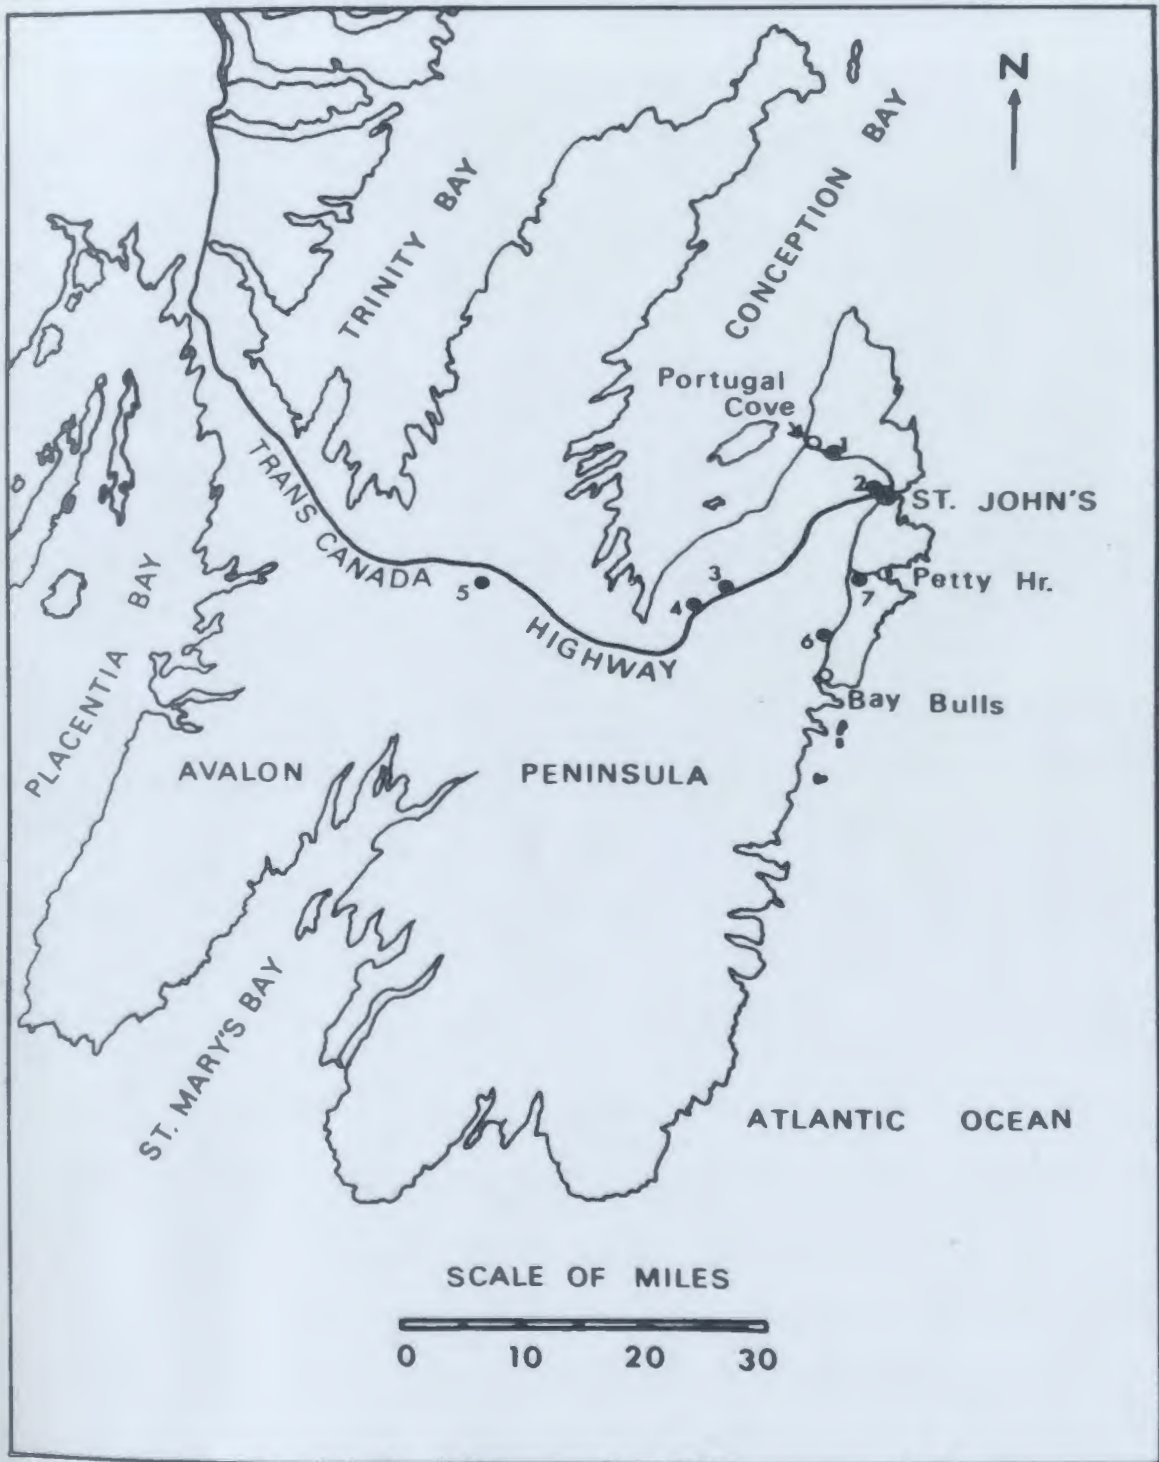 N
TRINITY BAY
CONCEPTION BAY
Portugal
Cove
1
2
ST. JOHN'S
TRANS CANADA
HIGHWAY
3
4
5
Petty Hr.
7
6
Bay Bulls
PLACENTIA BAY
AVALON PENINSULA
ST. MARY'S BAY
ATLANTIC OCEAN
SCALE OF MILES
0 10 20 30